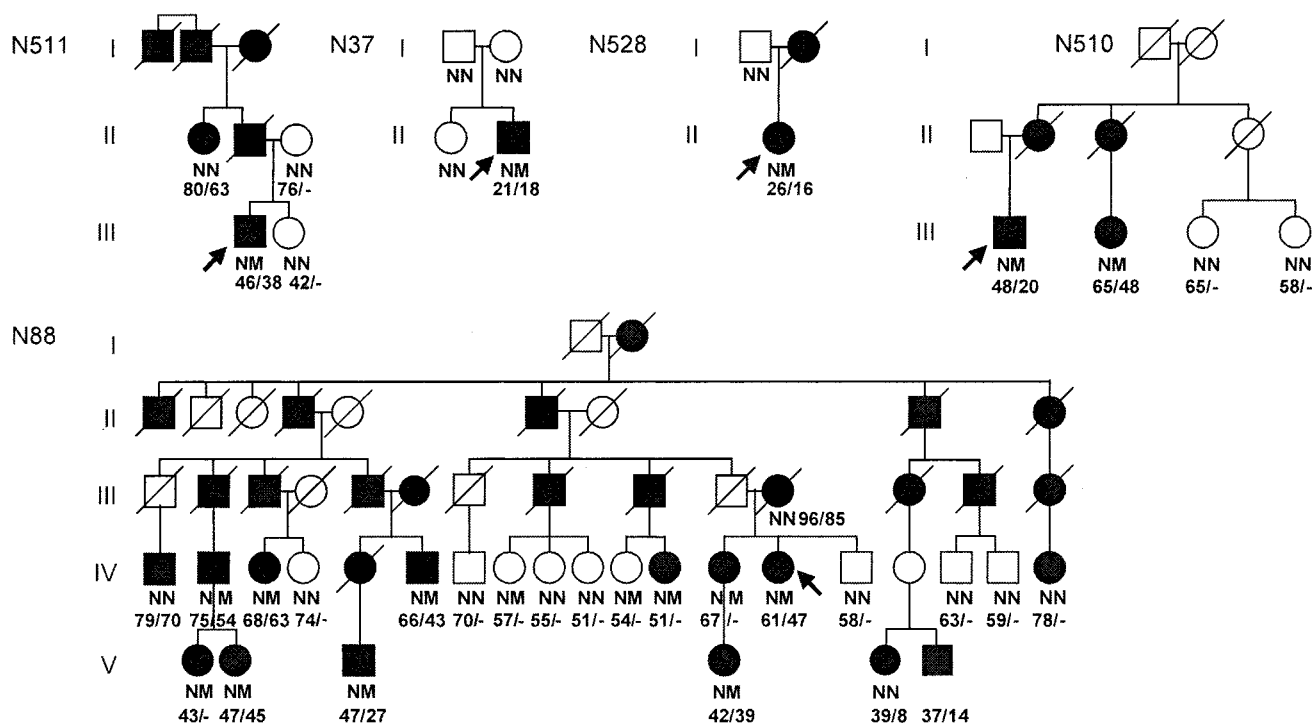 N511 I N37 I N528 I I N510
NN NN NN
II II II II
NN NN NN NM NM
80/63 76/- 21/18 26/16
III III
NM NN NM NM NN NN
46/38 42/- 48/20 65/48 65/- 58/-
N88 I
II
III
NN 96/85
IV
NN NM NM NN NM NN NM NN NN NM NM NM NM NN NN NN NN
79/70 75/54 68/63 74/- 66/43 70/- 57/- 55/- 51/- 54/- 51/- 67/- 61/47 58/- 63/- 59/- 78/-
V
NM NM NM NM NN
43/- 47/45 47/27 42/39 39/8 37/14